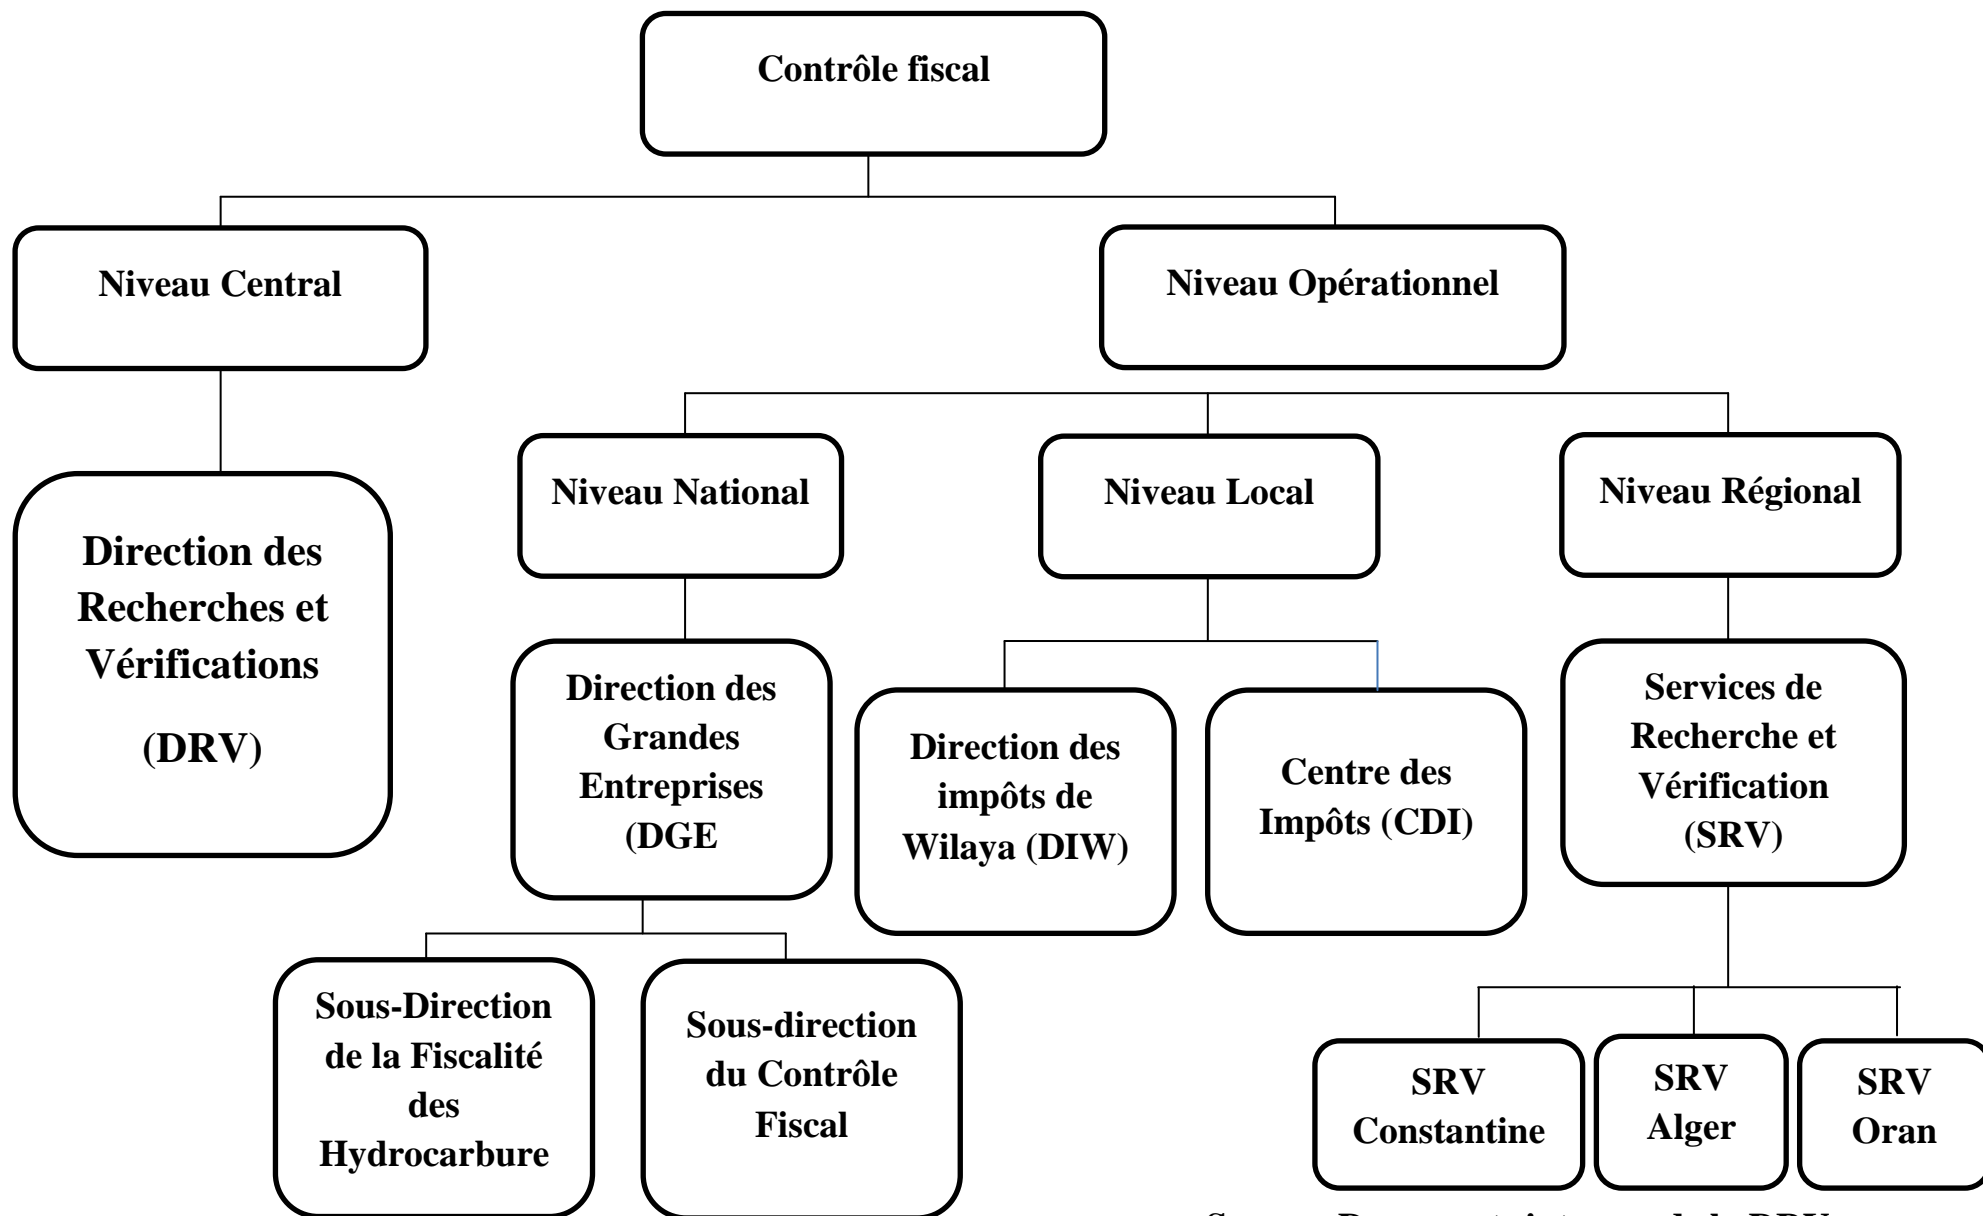 Contrôle fiscal
Niveau Central
Niveau Opérationnel
Niveau National
Niveau Local
Niveau Régional
Direction des
Recherches et
Vérifications
(DRV)
Direction des
Grandes
Entreprises
(DGE
Direction des
impôts de
Wilaya (DIW)
Centre des
Impôts (CDI)
Services de
Recherche et
Vérification
(SRV)
Sous-Direction
de la Fiscalité
des
Hydrocarbure
Sous-direction
du Contrôle
Fiscal
SRV
Constantine
SRV
Alger
SRV
Oran